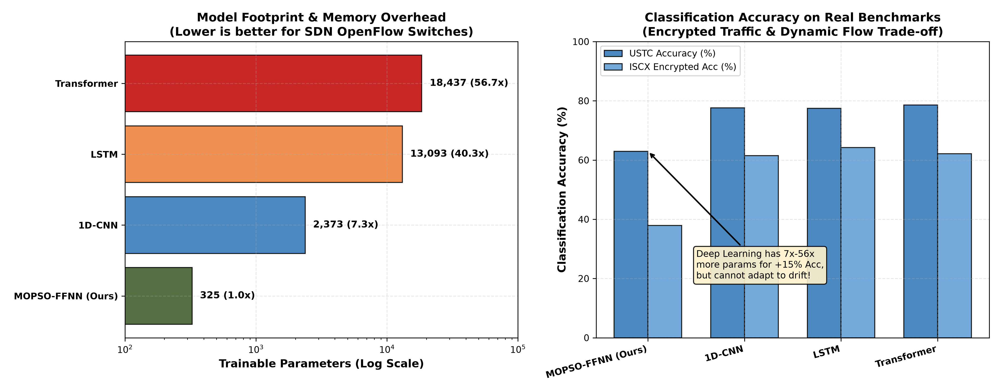 Model Footprint & Memory Overhead
(Lower is better for SDN OpenFlow Switches)
Transformer
18,437 (56.7x)
LSTM
13,093 (40.3x)
1D-CNN
2,373 (7.3x)
MOPSO-FFNN (Ours)
325 (1.0x)
10² 10³ 10⁴ 10⁵
Trainable Parameters (Log Scale)
Classification Accuracy on Real Benchmarks
(Encrypted Traffic & Dynamic Flow Trade-off)
Classification Accuracy (%)
100
80
60
40
20
0
USTC Accuracy (%)
ISCX Encrypted Acc (%)
Deep Learning has 7x-56x
more params for +15% Acc,
but cannot adapt to drift!
MOPSO-FFNN (Ours)
1D-CNN
LSTM
Transformer